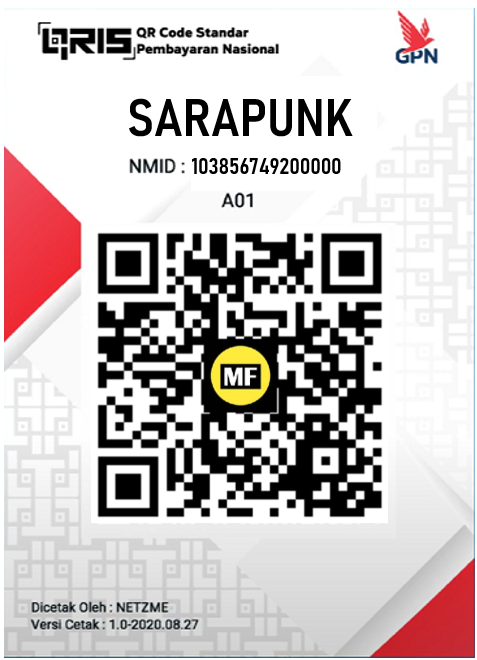 QRIS
QR Code Standar
Pembayaran Nasional
GPN
SARAPUNK
NMID : 103856749200000
A01
MF
Dicetak Oleh : NETZME
Versi Cetak : 1.0-2020.08.27